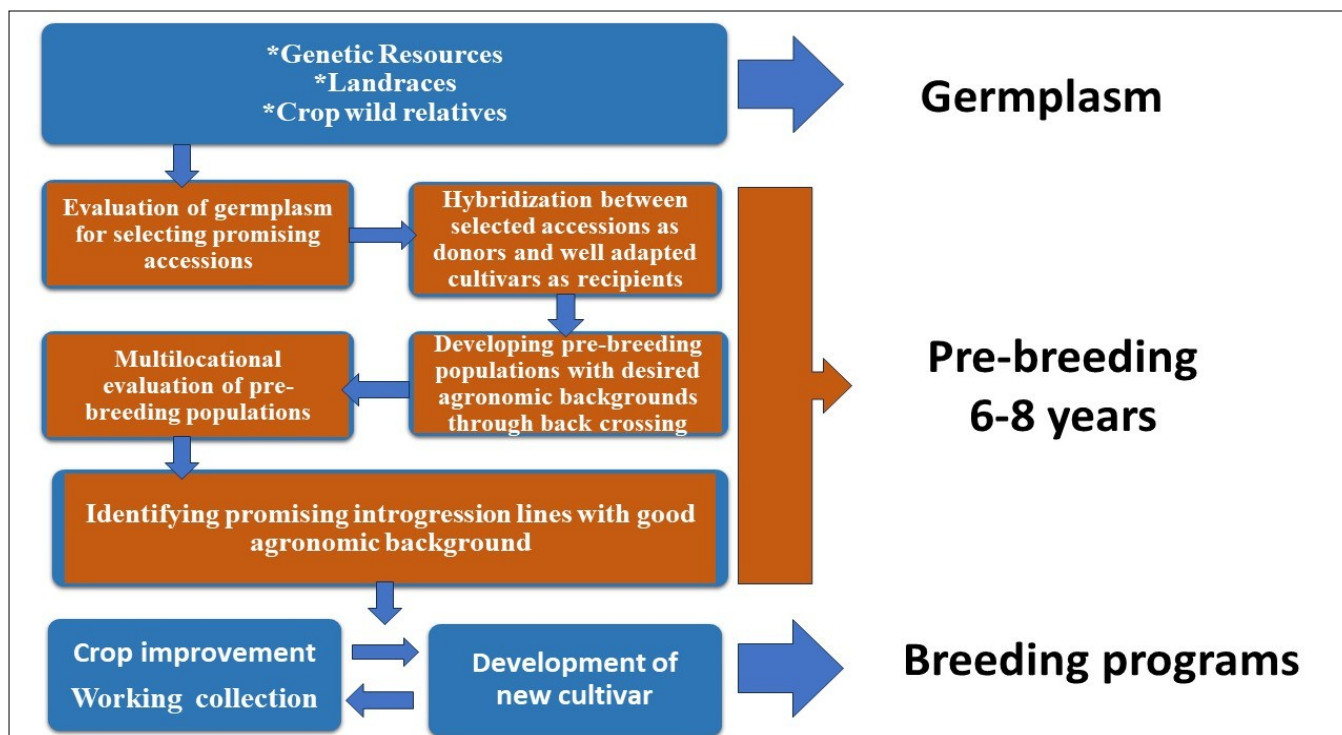 *Genetic Resources
*Landraces
*Crop wild relatives
Germplasm
Evaluation of germplasm
for selecting promising
accessions
Hybridization between
selected accessions as
donors and well adapted
cultivars as recipients
Multilocational
evaluation of pre-
breeding populations
Developing pre-breeding
populations with desired
agronomic backgrounds
through back crossing
Pre-breeding
6-8 years
Identifying promising introgression lines with good
agronomic background
Crop improvement
Working collection
Development of
new cultivar
Breeding programs